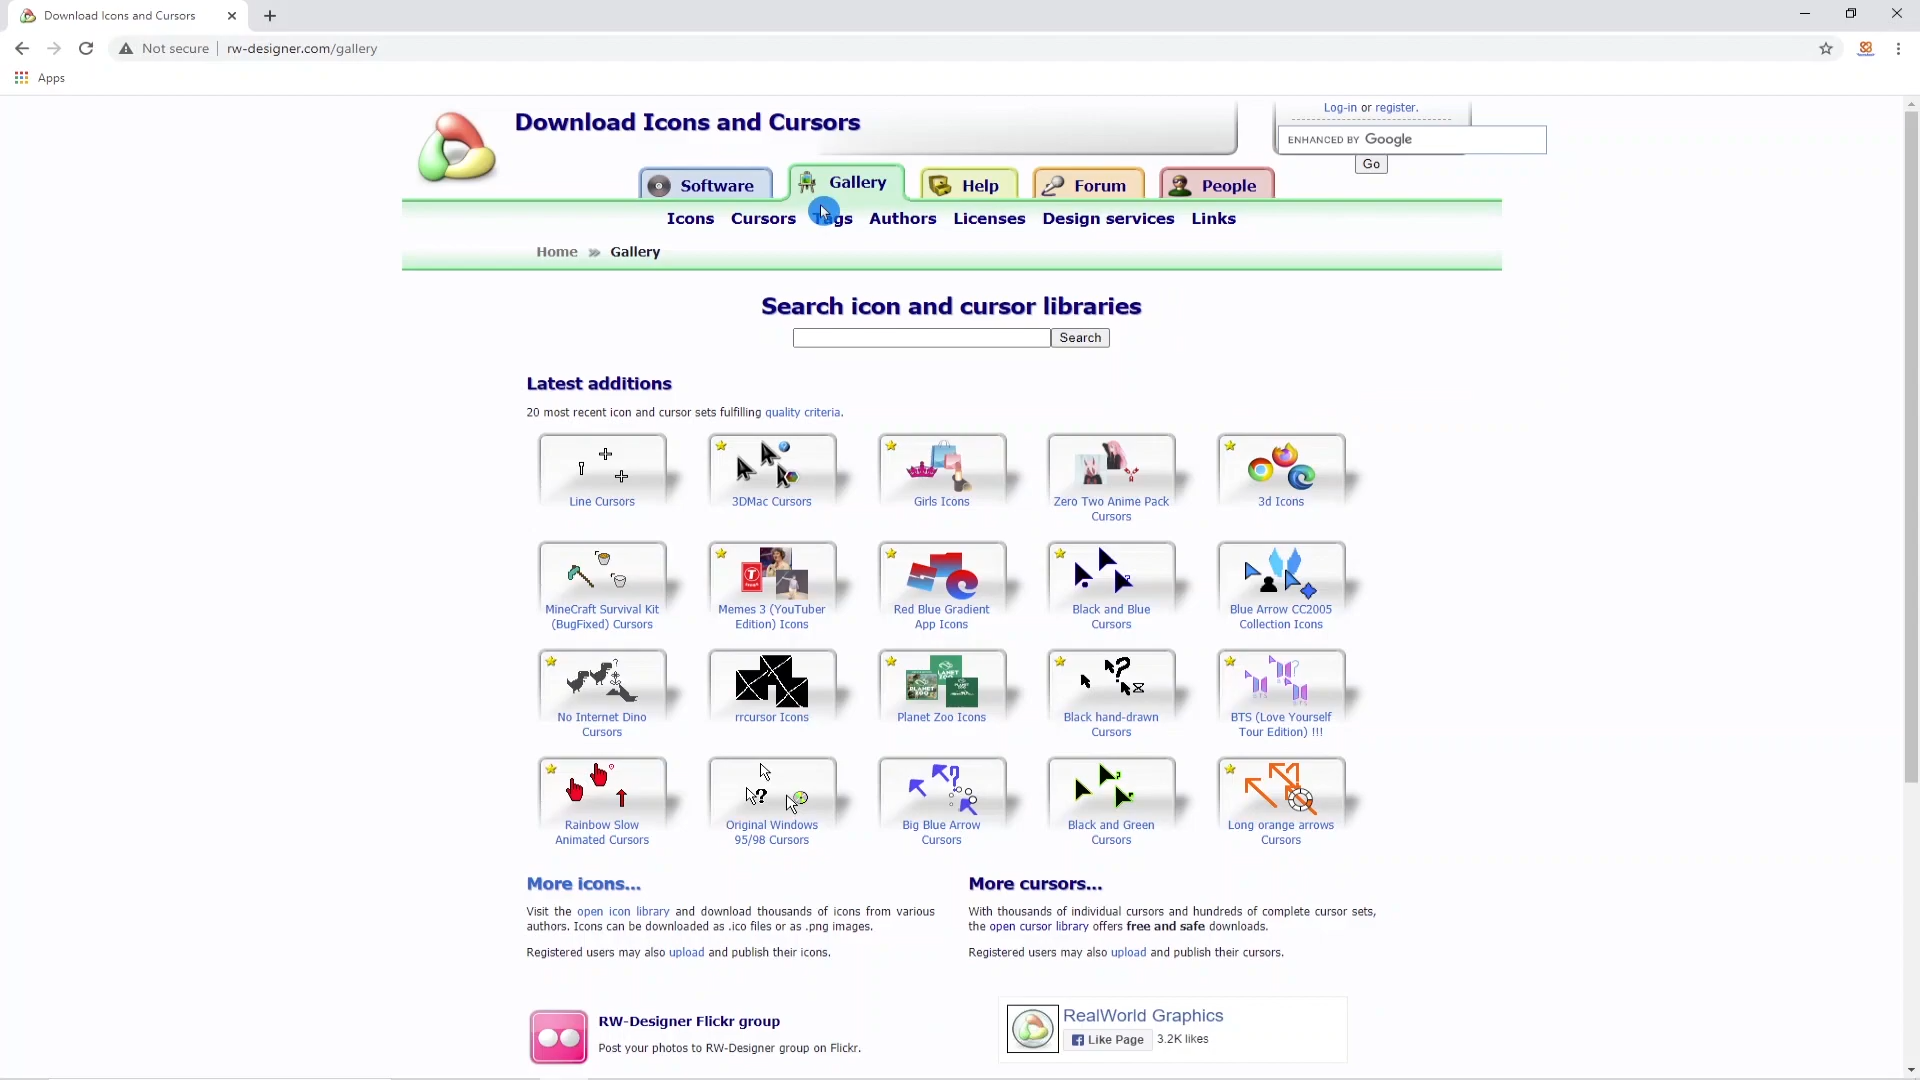 Download Icons and Cursors
Not secure rw-designer.com/gallery
Apps
Download Icons and Cursors
Log-in or register.
ENHANCED BY Google
Go
Software Gallery Help Forum People
Icons Cursors Tags Authors Licenses Design services Links
Home » Gallery
Search icon and cursor libraries
Search
Latest additions
20 most recent icon and cursor sets fulfilling quality criteria.
Line Cursors
3DMac Cursors
Girls Icons
Zero Two Anime Pack
Cursors
3d Icons
MineCraft Survival Kit
(BugFixed) Cursors
Memes 3 (YouTuber
Edition) Icons
Red Blue Gradient
App Icons
Black and Blue
Cursors
Blue Arrow CC2005
Collection Icons
No Internet Dino
Cursors
rrcursor Icons
Planet Zoo Icons
Black hand-drawn
Cursors
BTS (Love Yourself
Tour Edition) !!!
Rainbow Slow
Animated Cursors
Original Windows
95/98 Cursors
Big Blue Arrow
Cursors
Black and Green
Cursors
Long orange arrows
Cursors
More icons...
Visit the open icon library and download thousands of icons from various
authors. Icons can be downloaded as .ico files or as .png images.
Registered users may also upload and publish their icons.
More cursors...
With thousands of individual cursors and hundreds of complete cursor sets,
the open cursor library offers free and safe downloads.
Registered users may also upload and publish their cursors.
RW-Designer Flickr group
Post your photos to RW-Designer group on Flickr.
RealWorld Graphics
Like Page 3.2K likes